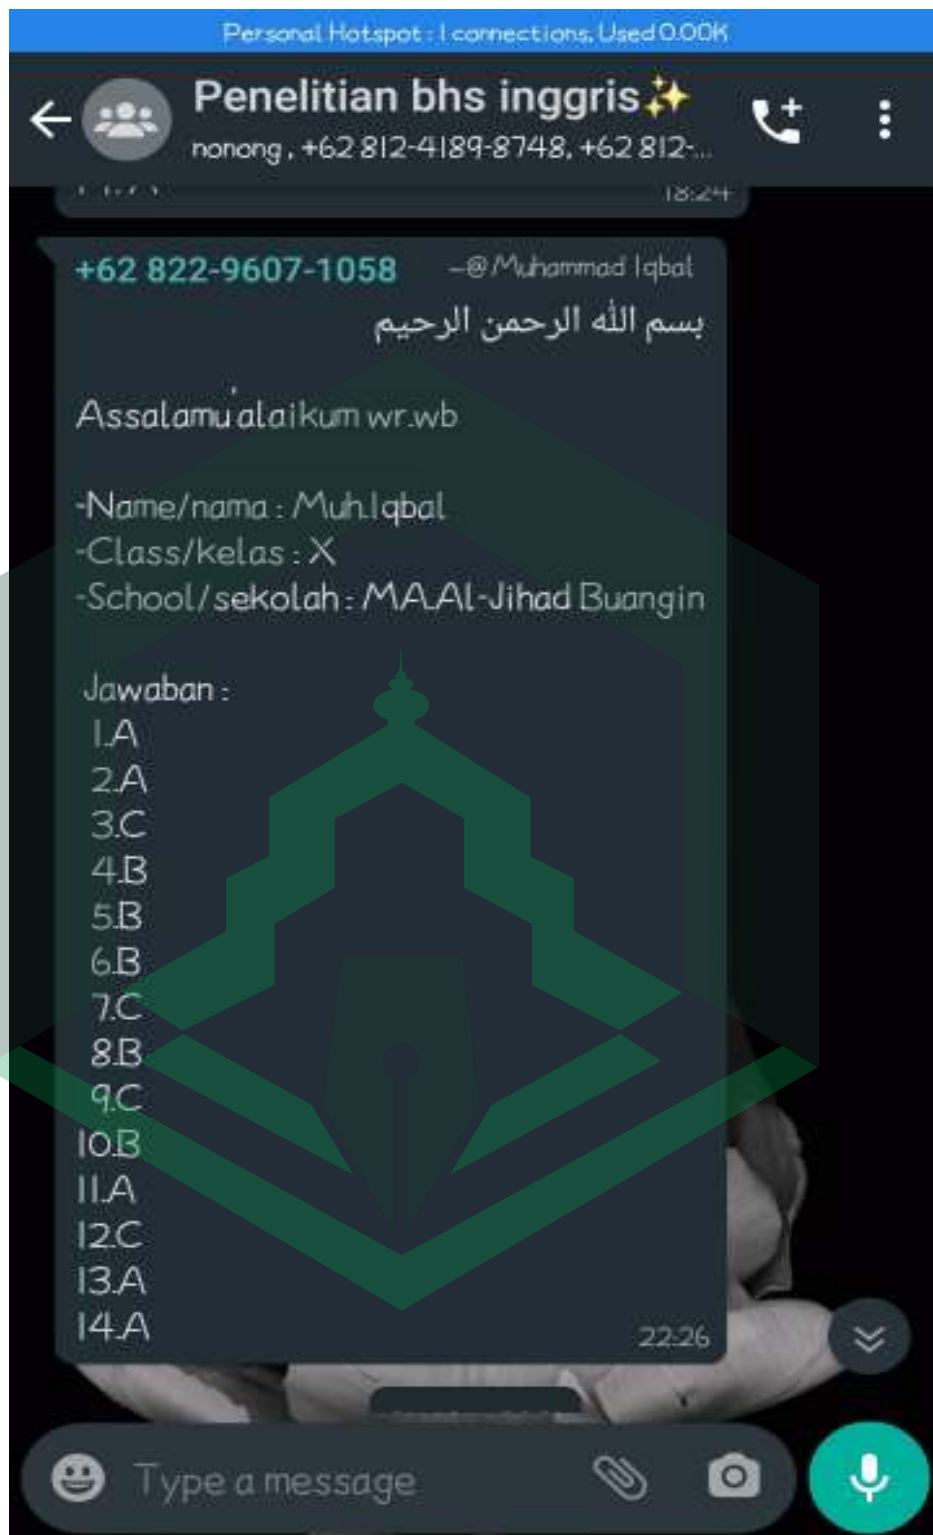 Personal Hotspot : 1 connections, Used 0.00K
Penelitian bhs inggris✨
nonong , +62 812-4189-8748, +62 812-...
18:24
+62 822-9607-1058 ~@Muhammad Iqbal
بسم الله الرحمن الرحيم
Assalamu'alaikum wr.wb
-Name/nama : Muh.Iqbal
-Class/kelas : X
-School/sekolah : MA.Al-Jihad Buangin
Jawaban :
1.A
2.A
3.C
4.B
5.B
6.B
7.C
8.B
9.C
10.B
11.A
12.C
13.A
14.A
22:26
Type a message